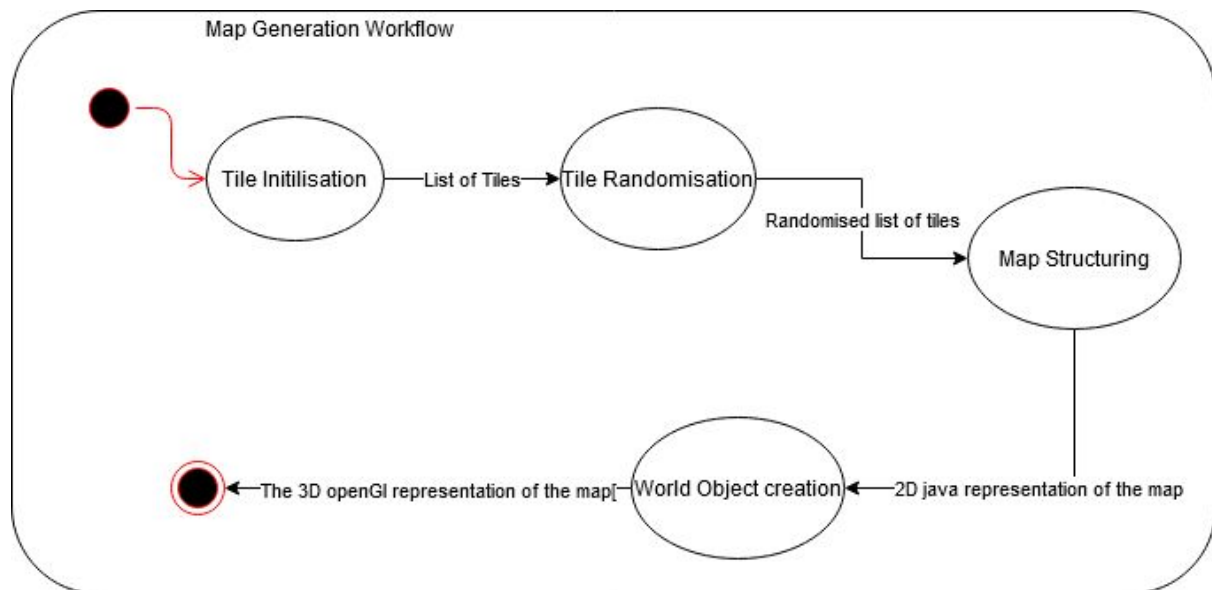 Map Generation Workflow
Tile Initilisation
List of Tiles
Tile Randomisation
Randomised list of tiles
Map Structuring
The 3D openGl representation of the map[
World Object creation
2D java representation of the map